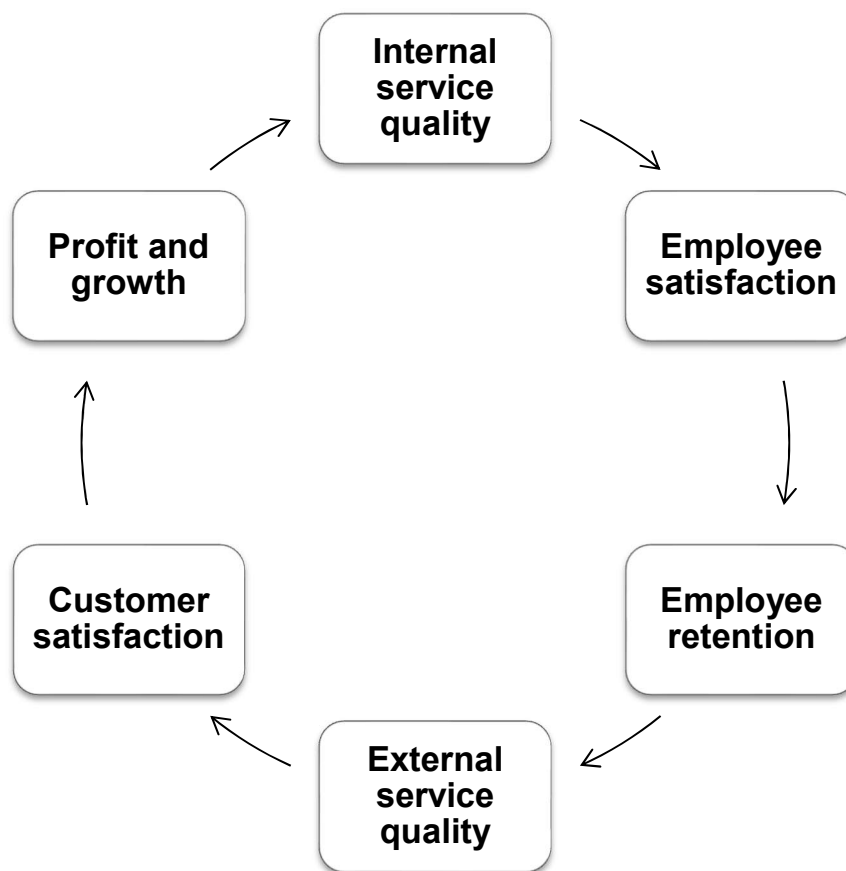 Internal
service
quality
Employee
satisfaction
Employee
retention
External
service
quality
Customer
satisfaction
Profit and
growth